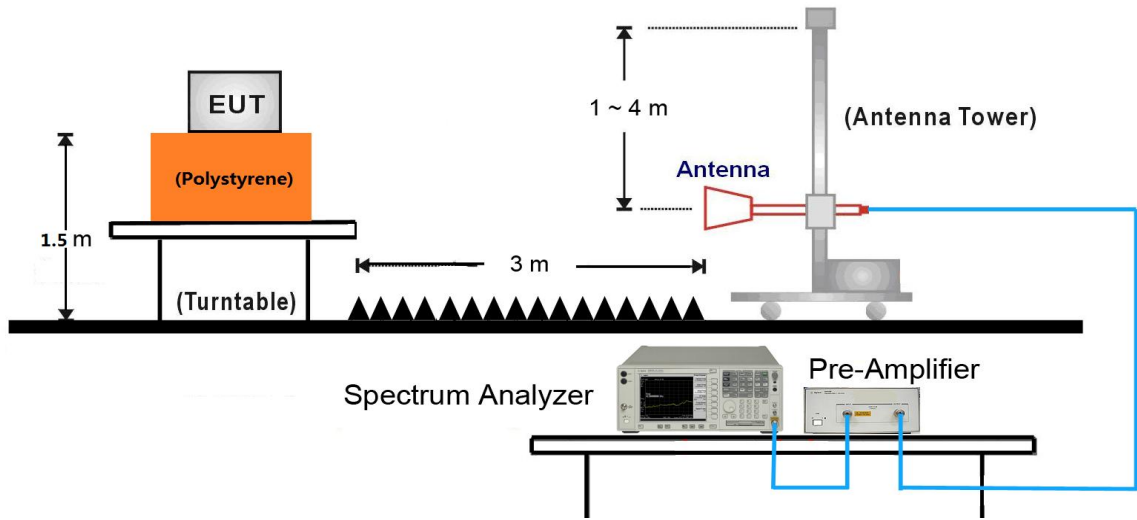 EUT
(Polystyrene)
1.5 m
(Turntable)
3 m
1 ~ 4 m
Antenna
(Antenna Tower)
Spectrum Analyzer
Pre-Amplifier